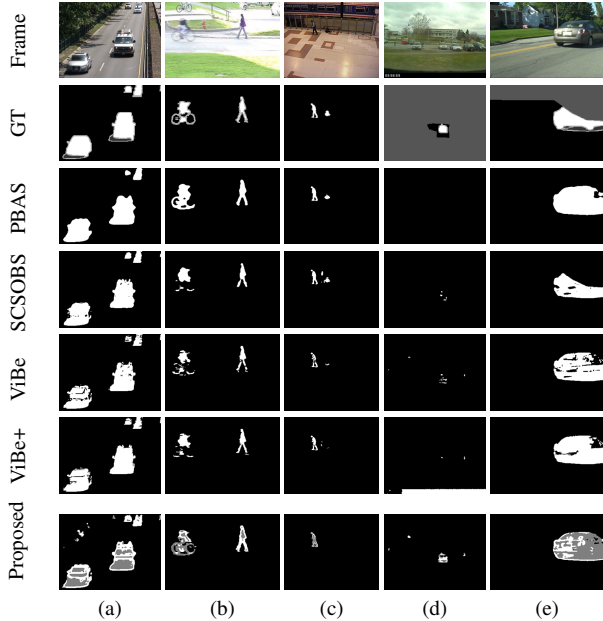 Frame
GT
PBAS
SCSOBS
ViBe
ViBe+
Proposed
(a) (b) (c) (d) (e)